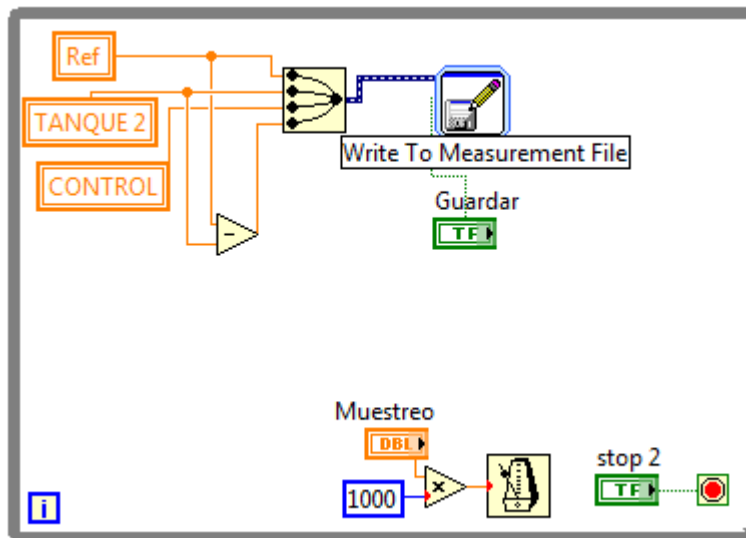 Ref
TANQUE 2
CONTROL
-
Write To Measurement File
Guardar
TF
Muestreo
DBL
1000
x
stop 2
TF
i